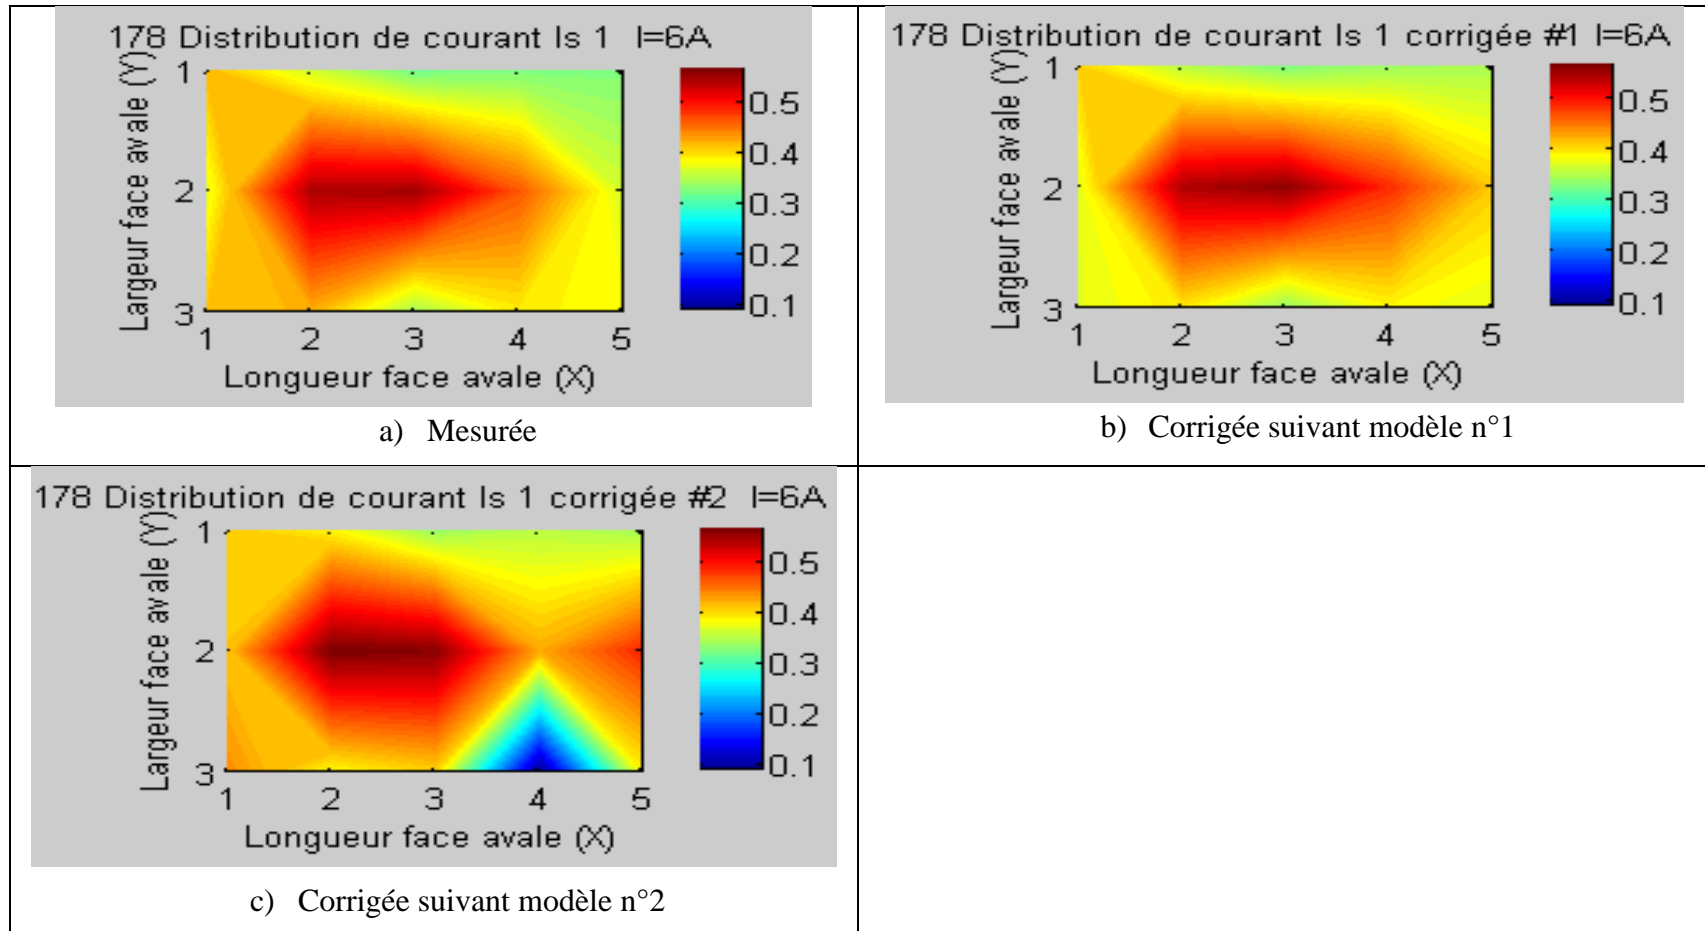 178 Distribution de courant Is 1 I=6A
Largeur face avale (Y)
1
2
3
1 2 3 4 5
Longueur face avale (X)
0.5
0.4
0.3
0.2
0.1
a) Mesurée
178 Distribution de courant Is 1 corrigée #1 I=6A
Largeur face avale (Y)
1
2
3
1 2 3 4 5
Longueur face avale (X)
0.5
0.4
0.3
0.2
0.1
b) Corrigée suivant modèle n°1
178 Distribution de courant Is 1 corrigée #2 I=6A
Largeur face avale (Y)
1
2
3
1 2 3 4 5
Longueur face avale (X)
0.5
0.4
0.3
0.2
0.1
c) Corrigée suivant modèle n°2